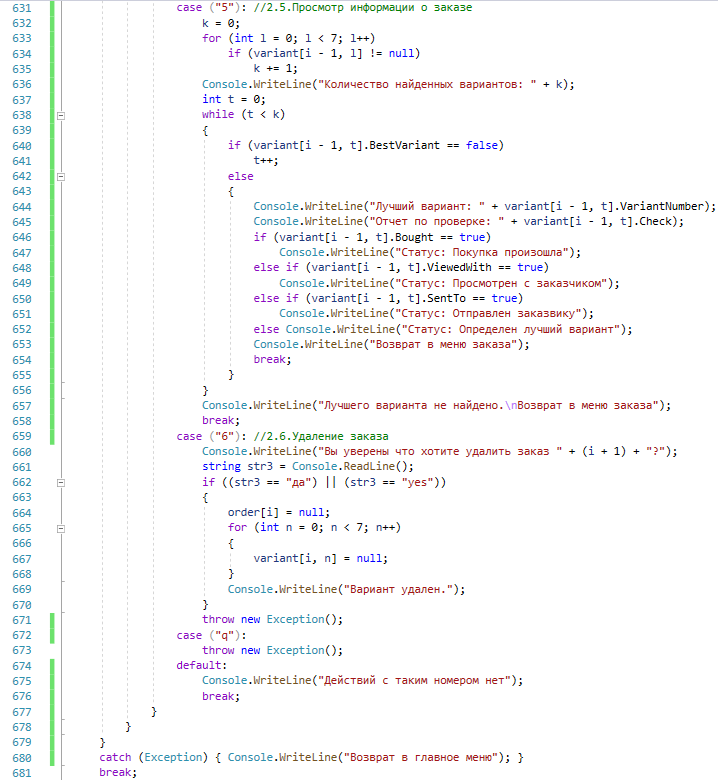 631 case ("5"): //2.5.Просмотр информации о заказе
632 k = 0;
633 for (int l = 0; l < 7; l++)
634 if (variant[i - 1, l] != null)
635 k += 1;
636 Console.WriteLine("Количество найденных вариантов: " + k);
637 int t = 0;
638 while (t < k)
639 {
640 if (variant[i - 1, t].BestVariant == false)
641 t++;
642 else
643 {
644 Console.WriteLine("Лучший вариант: " + variant[i - 1, t].VariantNumber);
645 Console.WriteLine("Отчет по проверке: " + variant[i - 1, t].Check);
646 if (variant[i - 1, t].Bought == true)
647 Console.WriteLine("Статус: Покупка произошла");
648 else if (variant[i - 1, t].ViewedWith == true)
649 Console.WriteLine("Статус: Просмотрен с заказчиком");
650 else if (variant[i - 1, t].SentTo == true)
651 Console.WriteLine("Статус: Отправлен заказвику");
652 else Console.WriteLine("Статус: Определен лучший вариант");
653 Console.WriteLine("Возврат в меню заказа");
654 break;
655 }
656 }
657 Console.WriteLine("Лучшего варианта не найдено.\nВозврат в меню заказа");
658 break;
659 case ("6"): //2.6.Удаление заказа
660 Console.WriteLine("Вы уверены что хотите удалить заказ " + (i + 1) + "?");
661 string str3 = Console.ReadLine();
662 if ((str3 == "да") || (str3 == "yes"))
663 {
664 order[i] = null;
665 for (int n = 0; n < 7; n++)
666 {
667 variant[i, n] = null;
668 }
669 Console.WriteLine("Вариант удален.");
670 }
671 throw new Exception();
672 case ("q"):
673 throw new Exception();
674 default:
675 Console.WriteLine("Действий с таким номером нет");
676 break;
677 }
678 }
679 }
680 catch (Exception) { Console.WriteLine("Возврат в главное меню"); }
681 break;